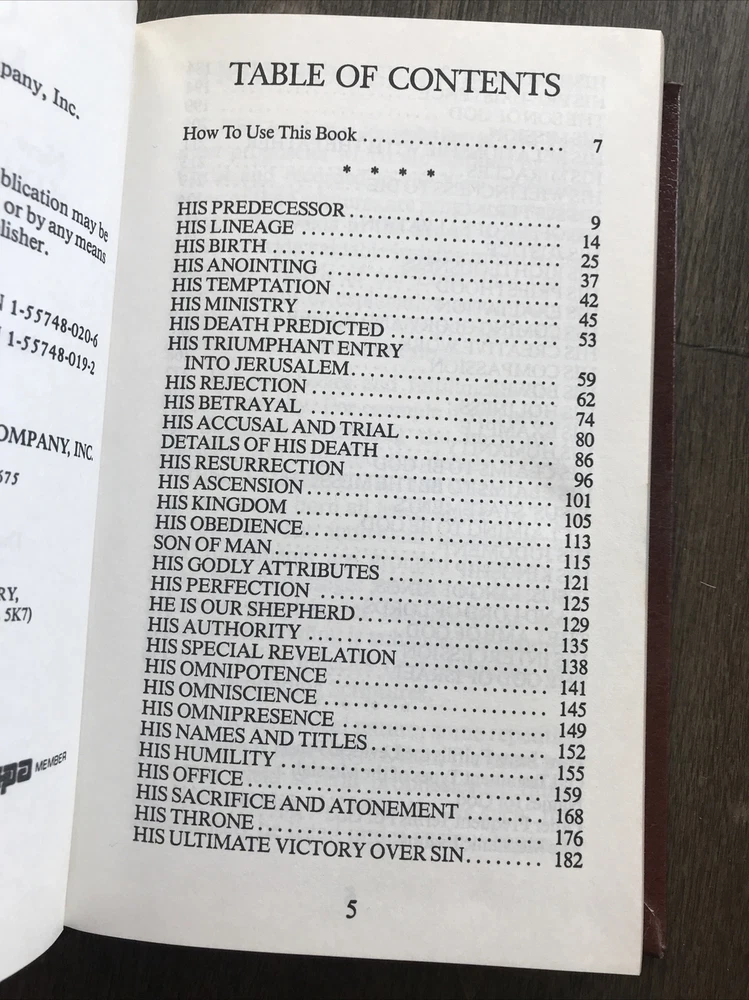 pany, Inc.
blication may be
or by any means
lisher.
N 1-55748-020-6
N 1-55748-019-2
OMPANY, INC.
675
RY,
5K7)
pa MEMBER
TABLE OF CONTENTS
How To Use This Book ........................ 7
* * * *
HIS PREDECESSOR ........................ 9
HIS LINEAGE ........................ 14
HIS BIRTH ........................ 25
HIS ANOINTING ........................ 37
HIS TEMPTATION ........................ 42
HIS MINISTRY ........................ 45
HIS DEATH PREDICTED ........................ 53
HIS TRIUMPHANT ENTRY
INTO JERUSALEM ........................ 59
HIS REJECTION ........................ 62
HIS BETRAYAL ........................ 74
HIS ACCUSAL AND TRIAL ........................ 80
DETAILS OF HIS DEATH ........................ 86
HIS RESURRECTION ........................ 96
HIS ASCENSION ........................ 101
HIS KINGDOM ........................ 105
HIS OBEDIENCE ........................ 113
SON OF MAN ........................ 115
HIS GODLY ATTRIBUTES ........................ 121
HIS PERFECTION ........................ 125
HE IS OUR SHEPHERD ........................ 129
HIS AUTHORITY ........................ 135
HIS SPECIAL REVELATION ........................ 138
HIS OMNIPOTENCE ........................ 141
HIS OMNISCIENCE ........................ 145
HIS OMNIPRESENCE ........................ 149
HIS NAMES AND TITLES ........................ 152
HIS HUMILITY ........................ 155
HIS OFFICE ........................ 159
HIS SACRIFICE AND ATONEMENT ........ 168
HIS THRONE ........................ 176
HIS ULTIMATE VICTORY OVER SIN ........ 182
5